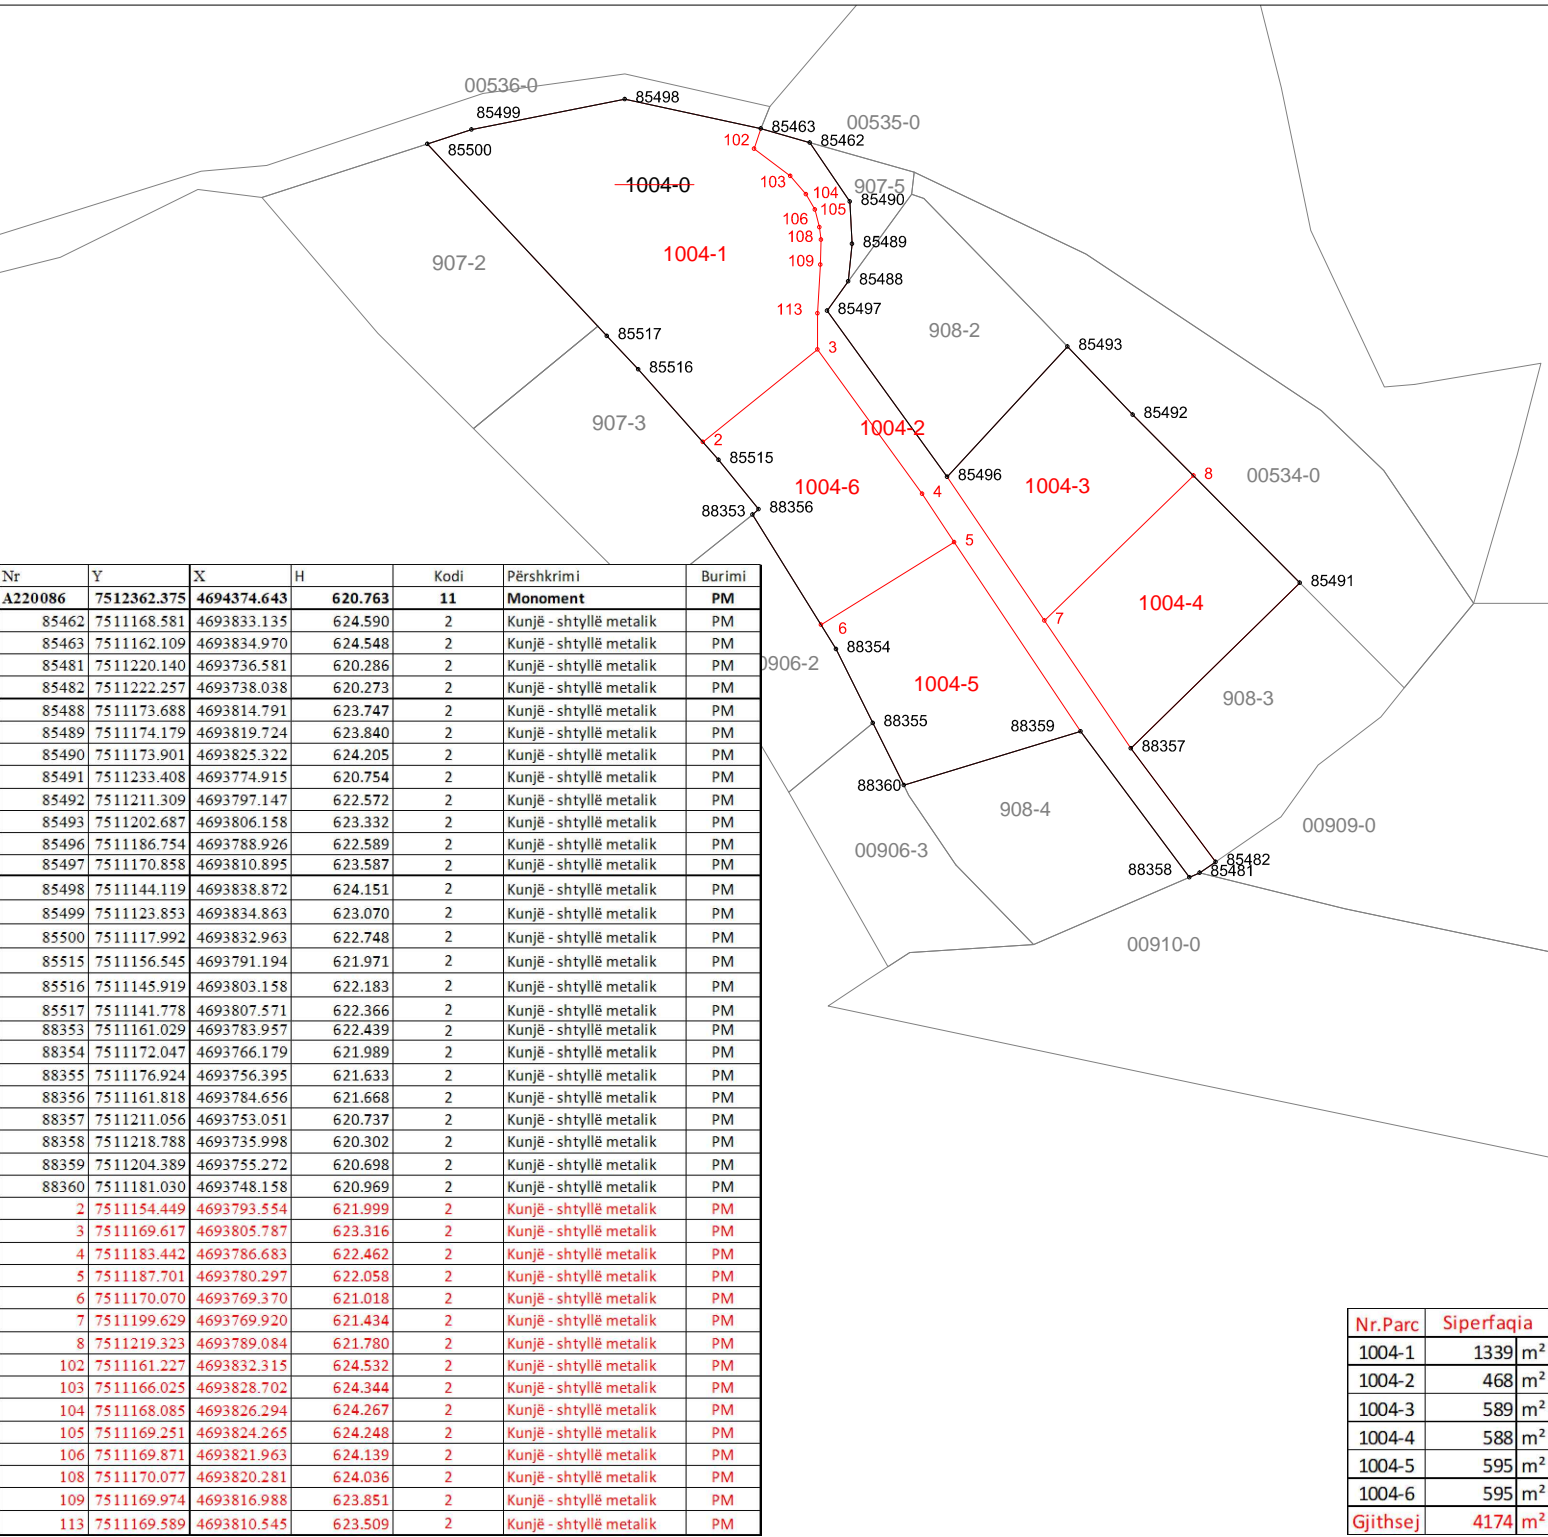 00536-0
85498
85499
85463
00535-0
102
85462
85500
103
1004-0
104
907-5
85490
105
106
108
85489
1004-1
907-2
109
85488
113
85497
908-2
85517
3
85493
85516
85492
907-3
1004-2
2
85515
85496
8
00534-0
1004-6
1004-3
4
88353
88356
5
85491
1004-4
7
6
88354
0906-2
1004-5
908-3
88355
88359
88357
88360
908-4
00909-0
00906-3
85482
88358
85481
00910-0
Nr Y X H Kodi Përshkrimi Burimi
A220086 7512362.375 4694374.643 620.763 11 Monoment PM
85462 7511168.581 4693833.135 624.590 2 Kunjë - shtyllë metalik PM
85463 7511162.109 4693834.970 624.548 2 Kunjë - shtyllë metalik PM
85481 7511220.140 4693736.581 620.286 2 Kunjë - shtyllë metalik PM
85482 7511222.257 4693738.038 620.273 2 Kunjë - shtyllë metalik PM
85488 7511173.688 4693814.791 623.747 2 Kunjë - shtyllë metalik PM
85489 7511174.179 4693819.724 623.840 2 Kunjë - shtyllë metalik PM
85490 7511173.901 4693825.322 624.205 2 Kunjë - shtyllë metalik PM
85491 7511233.408 4693774.915 620.754 2 Kunjë - shtyllë metalik PM
85492 7511211.309 4693797.147 622.572 2 Kunjë - shtyllë metalik PM
85493 7511202.687 4693806.158 623.332 2 Kunjë - shtyllë metalik PM
85496 7511186.754 4693788.926 622.589 2 Kunjë - shtyllë metalik PM
85497 7511170.858 4693810.895 623.587 2 Kunjë - shtyllë metalik PM
85498 7511144.119 4693838.872 624.151 2 Kunjë - shtyllë metalik PM
85499 7511123.853 4693834.863 623.070 2 Kunjë - shtyllë metalik PM
85500 7511117.992 4693832.963 622.748 2 Kunjë - shtyllë metalik PM
85515 7511156.545 4693791.194 621.971 2 Kunjë - shtyllë metalik PM
85516 7511145.919 4693803.158 622.183 2 Kunjë - shtyllë metalik PM
85517 7511141.778 4693807.571 622.366 2 Kunjë - shtyllë metalik PM
88353 7511161.029 4693783.957 622.439 2 Kunjë - shtyllë metalik PM
88354 7511172.047 4693766.179 621.989 2 Kunjë - shtyllë metalik PM
88355 7511176.924 4693756.395 621.633 2 Kunjë - shtyllë metalik PM
88356 7511161.818 4693784.656 621.668 2 Kunjë - shtyllë metalik PM
88357 7511211.056 4693753.051 620.737 2 Kunjë - shtyllë metalik PM
88358 7511218.788 4693735.998 620.302 2 Kunjë - shtyllë metalik PM
88359 7511204.389 4693755.272 620.698 2 Kunjë - shtyllë metalik PM
88360 7511181.030 4693748.158 620.969 2 Kunjë - shtyllë metalik PM
2 7511154.449 4693793.554 621.999 2 Kunjë - shtyllë metalik PM
3 7511169.617 4693805.787 623.316 2 Kunjë - shtyllë metalik PM
4 7511183.442 4693786.683 622.462 2 Kunjë - shtyllë metalik PM
5 7511187.701 4693780.297 622.058 2 Kunjë - shtyllë metalik PM
6 7511170.070 4693769.370 621.018 2 Kunjë - shtyllë metalik PM
7 7511199.629 4693769.920 621.434 2 Kunjë - shtyllë metalik PM
8 7511219.323 4693789.084 621.780 2 Kunjë - shtyllë metalik PM
102 7511161.227 4693832.315 624.532 2 Kunjë - shtyllë metalik PM
103 7511166.025 4693828.702 624.344 2 Kunjë - shtyllë metalik PM
104 7511168.085 4693826.294 624.267 2 Kunjë - shtyllë metalik PM
105 7511169.251 4693824.265 624.248 2 Kunjë - shtyllë metalik PM
106 7511169.871 4693821.963 624.139 2 Kunjë - shtyllë metalik PM
108 7511170.077 4693820.281 624.036 2 Kunjë - shtyllë metalik PM
109 7511169.974 4693816.988 623.851 2 Kunjë - shtyllë metalik PM
113 7511169.589 4693810.545 623.509 2 Kunjë - shtyllë metalik PM
Nr.Parc Siperfaqia
1004-1 1339 m²
1004-2 468 m²
1004-3 589 m²
1004-4 588 m²
1004-5 595 m²
1004-6 595 m²
Gjithsej 4174 m²